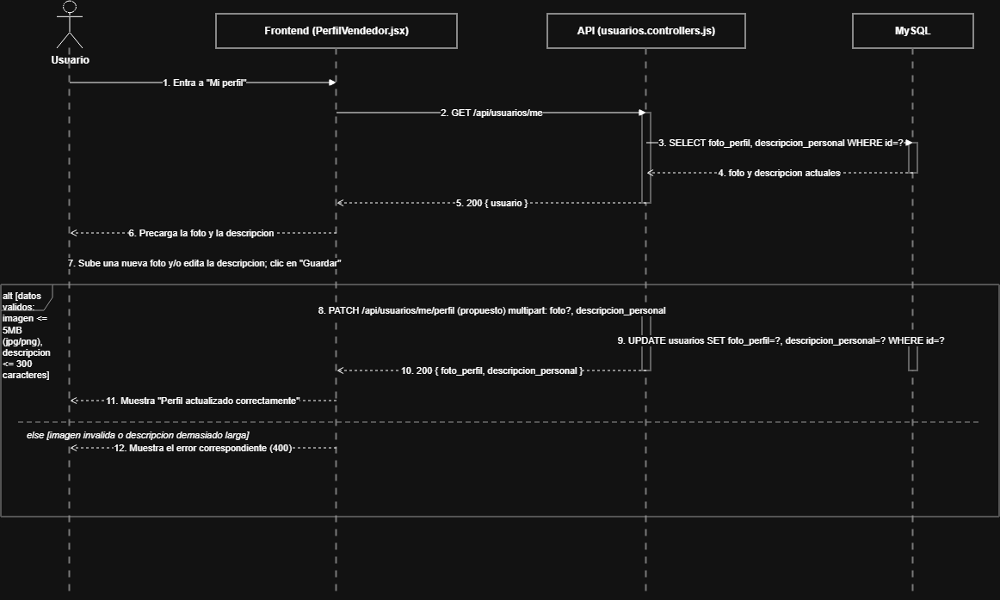 Usuario
Frontend (PerfilVendedor.jsx)
API (usuarios.controllers.js)
MySQL
1. Entra a "Mi perfil"
2. GET /api/usuarios/me
3. SELECT foto_perfil, descripcion_personal WHERE id=?
4. foto y descripcion actuales
5. 200 { usuario }
6. Precarga la foto y la descripcion
7. Sube una nueva foto y/o edita la descripcion; clic en "Guardar"
alt [datos
validos:
imagen <=
5MB
(jpg/png),
descripcion
<= 300
caracteres]
8. PATCH /api/usuarios/me/perfil (propuesto) multipart: foto?, descripcion_personal
9. UPDATE usuarios SET foto_perfil=?, descripcion_personal=? WHERE id=?
10. 200 { foto_perfil, descripcion_personal }
11. Muestra "Perfil actualizado correctamente"
else [imagen invalida o descripcion demasiado larga]
12. Muestra el error correspondiente (400)